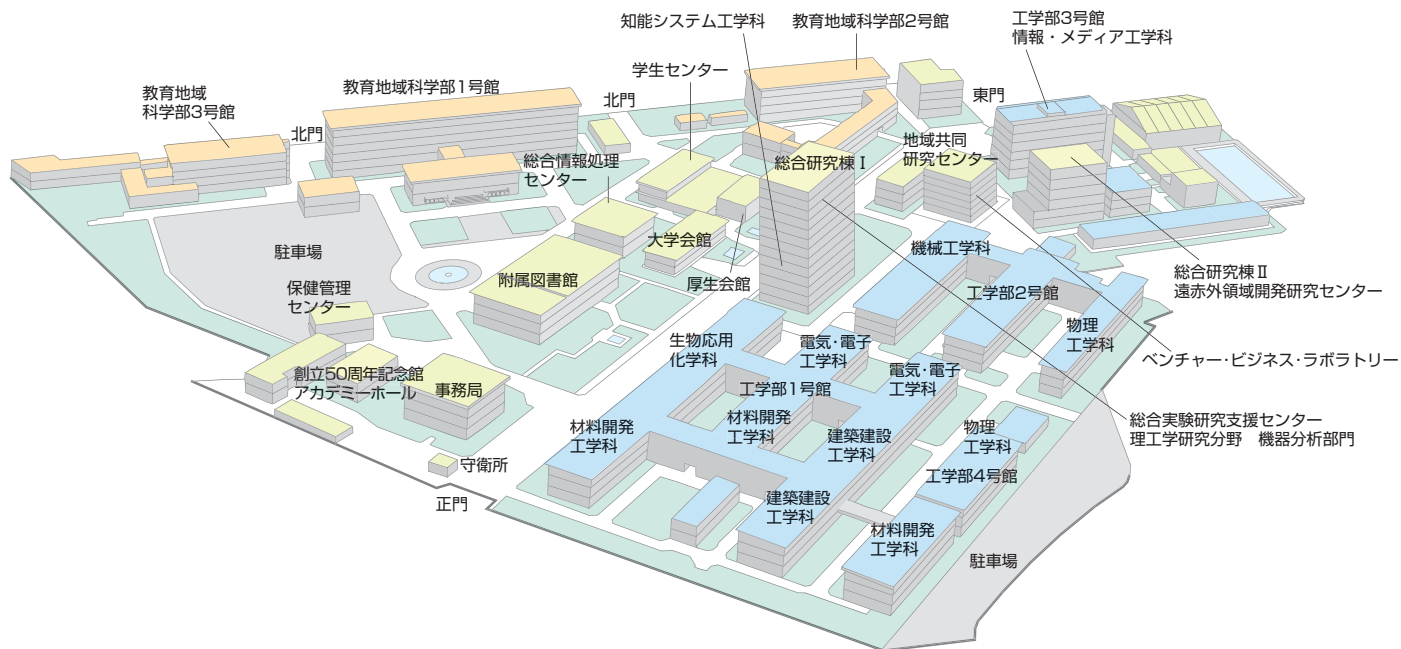 知能システム工学科
教育地域科学部2号館
工学部3号館
情報・メディア工学科
学生センター
教育地域科学部1号館
教育地域
科学部3号館
北門
東門
北門
地域共同
研究センター
総合研究棟Ⅰ
総合情報処理
センター
大学会館
機械工学科
駐車場
附属図書館
厚生会館
総合研究棟Ⅱ
遠赤外領域開発研究センター
保健管理
センター
工学部2号館
物理
工学科
生物応用
化学科
電気・電子
工学科
ベンチャー・ビジネス・ラボラトリー
創立50周年記念館
アカデミーホール
事務局
工学部1号館
電気・電子
工学科
材料開発
工学科
材料開発
工学科
建築建設
工学科
物理
工学科
総合実験研究支援センター
理工学研究分野　機器分析部門
守衛所
工学部4号館
正門
建築建設
工学科
材料開発
工学科
駐車場